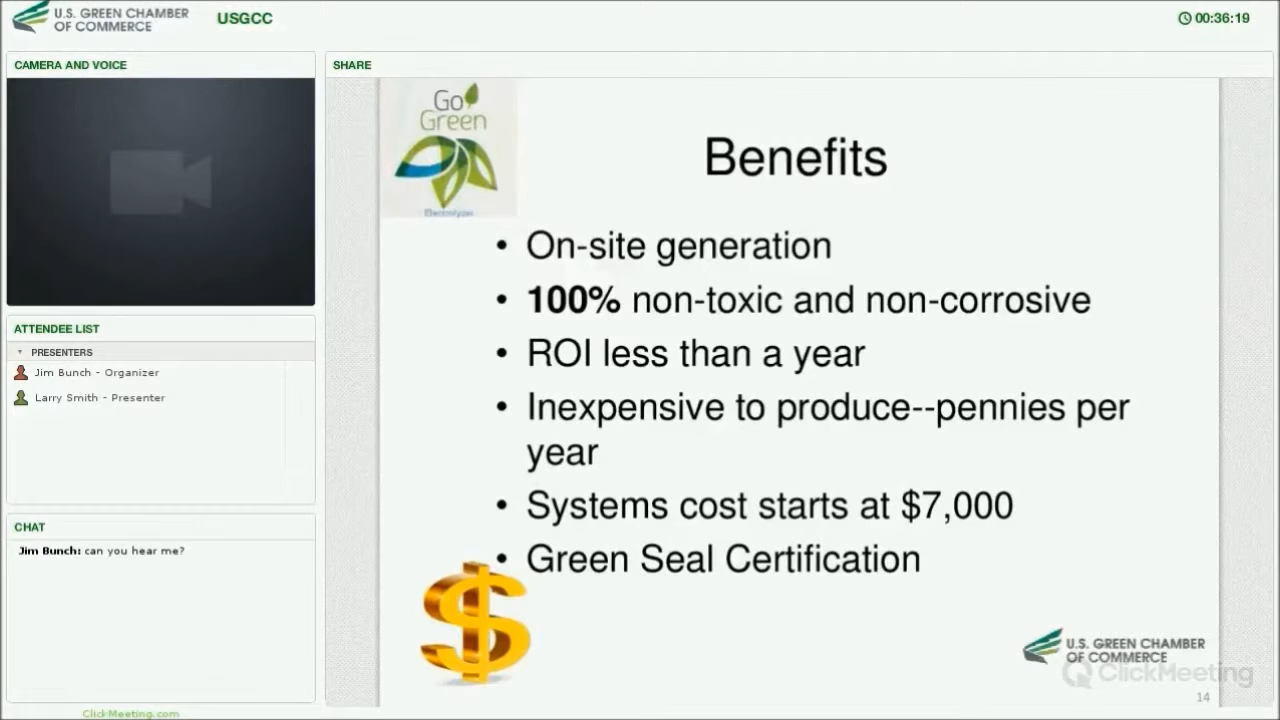 U.S. GREEN CHAMBER
OF COMMERCE
USGCC
00:36:19
CAMERA AND VOICE
SHARE
Go
Green
Electrolyzer
Benefits
• On-site generation
• 100% non-toxic and non-corrosive
• ROI less than a year
• Inexpensive to produce--pennies per
year
• Systems cost starts at $7,000
• Green Seal Certification
$
ATTENDEE LIST
PRESENTERS
Jim Bunch - Organizer
Larry Smith - Presenter
CHAT
Jim Bunch: can you hear me?
U.S. GREEN CHAMBER
OF COMMERCE
ClickMeeting
14
ClickMeeting.com